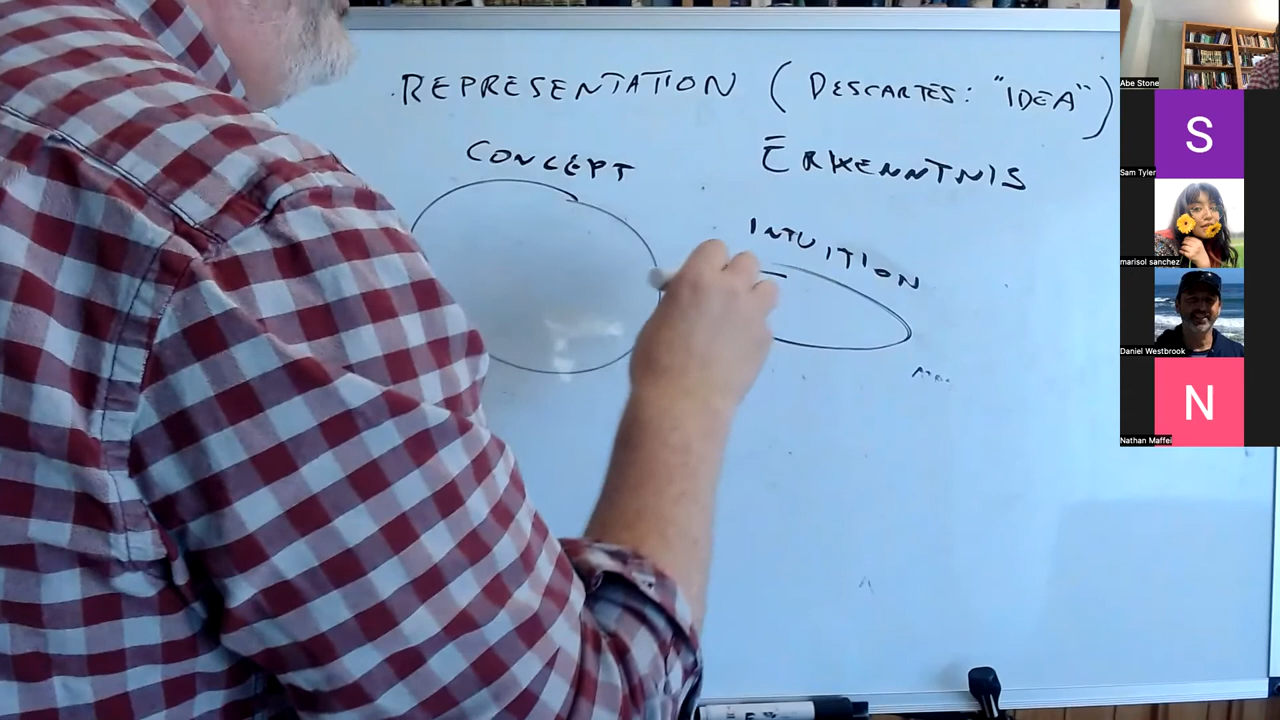 REPRESENTATION (DESCARTES: "IDEA")
CONCEPT
ERKENNTNIS
INTUITION
Abe Stone
S
Sam Tyler
marisol sanchez
Daniel Westbrook
N
Nathan Maffei